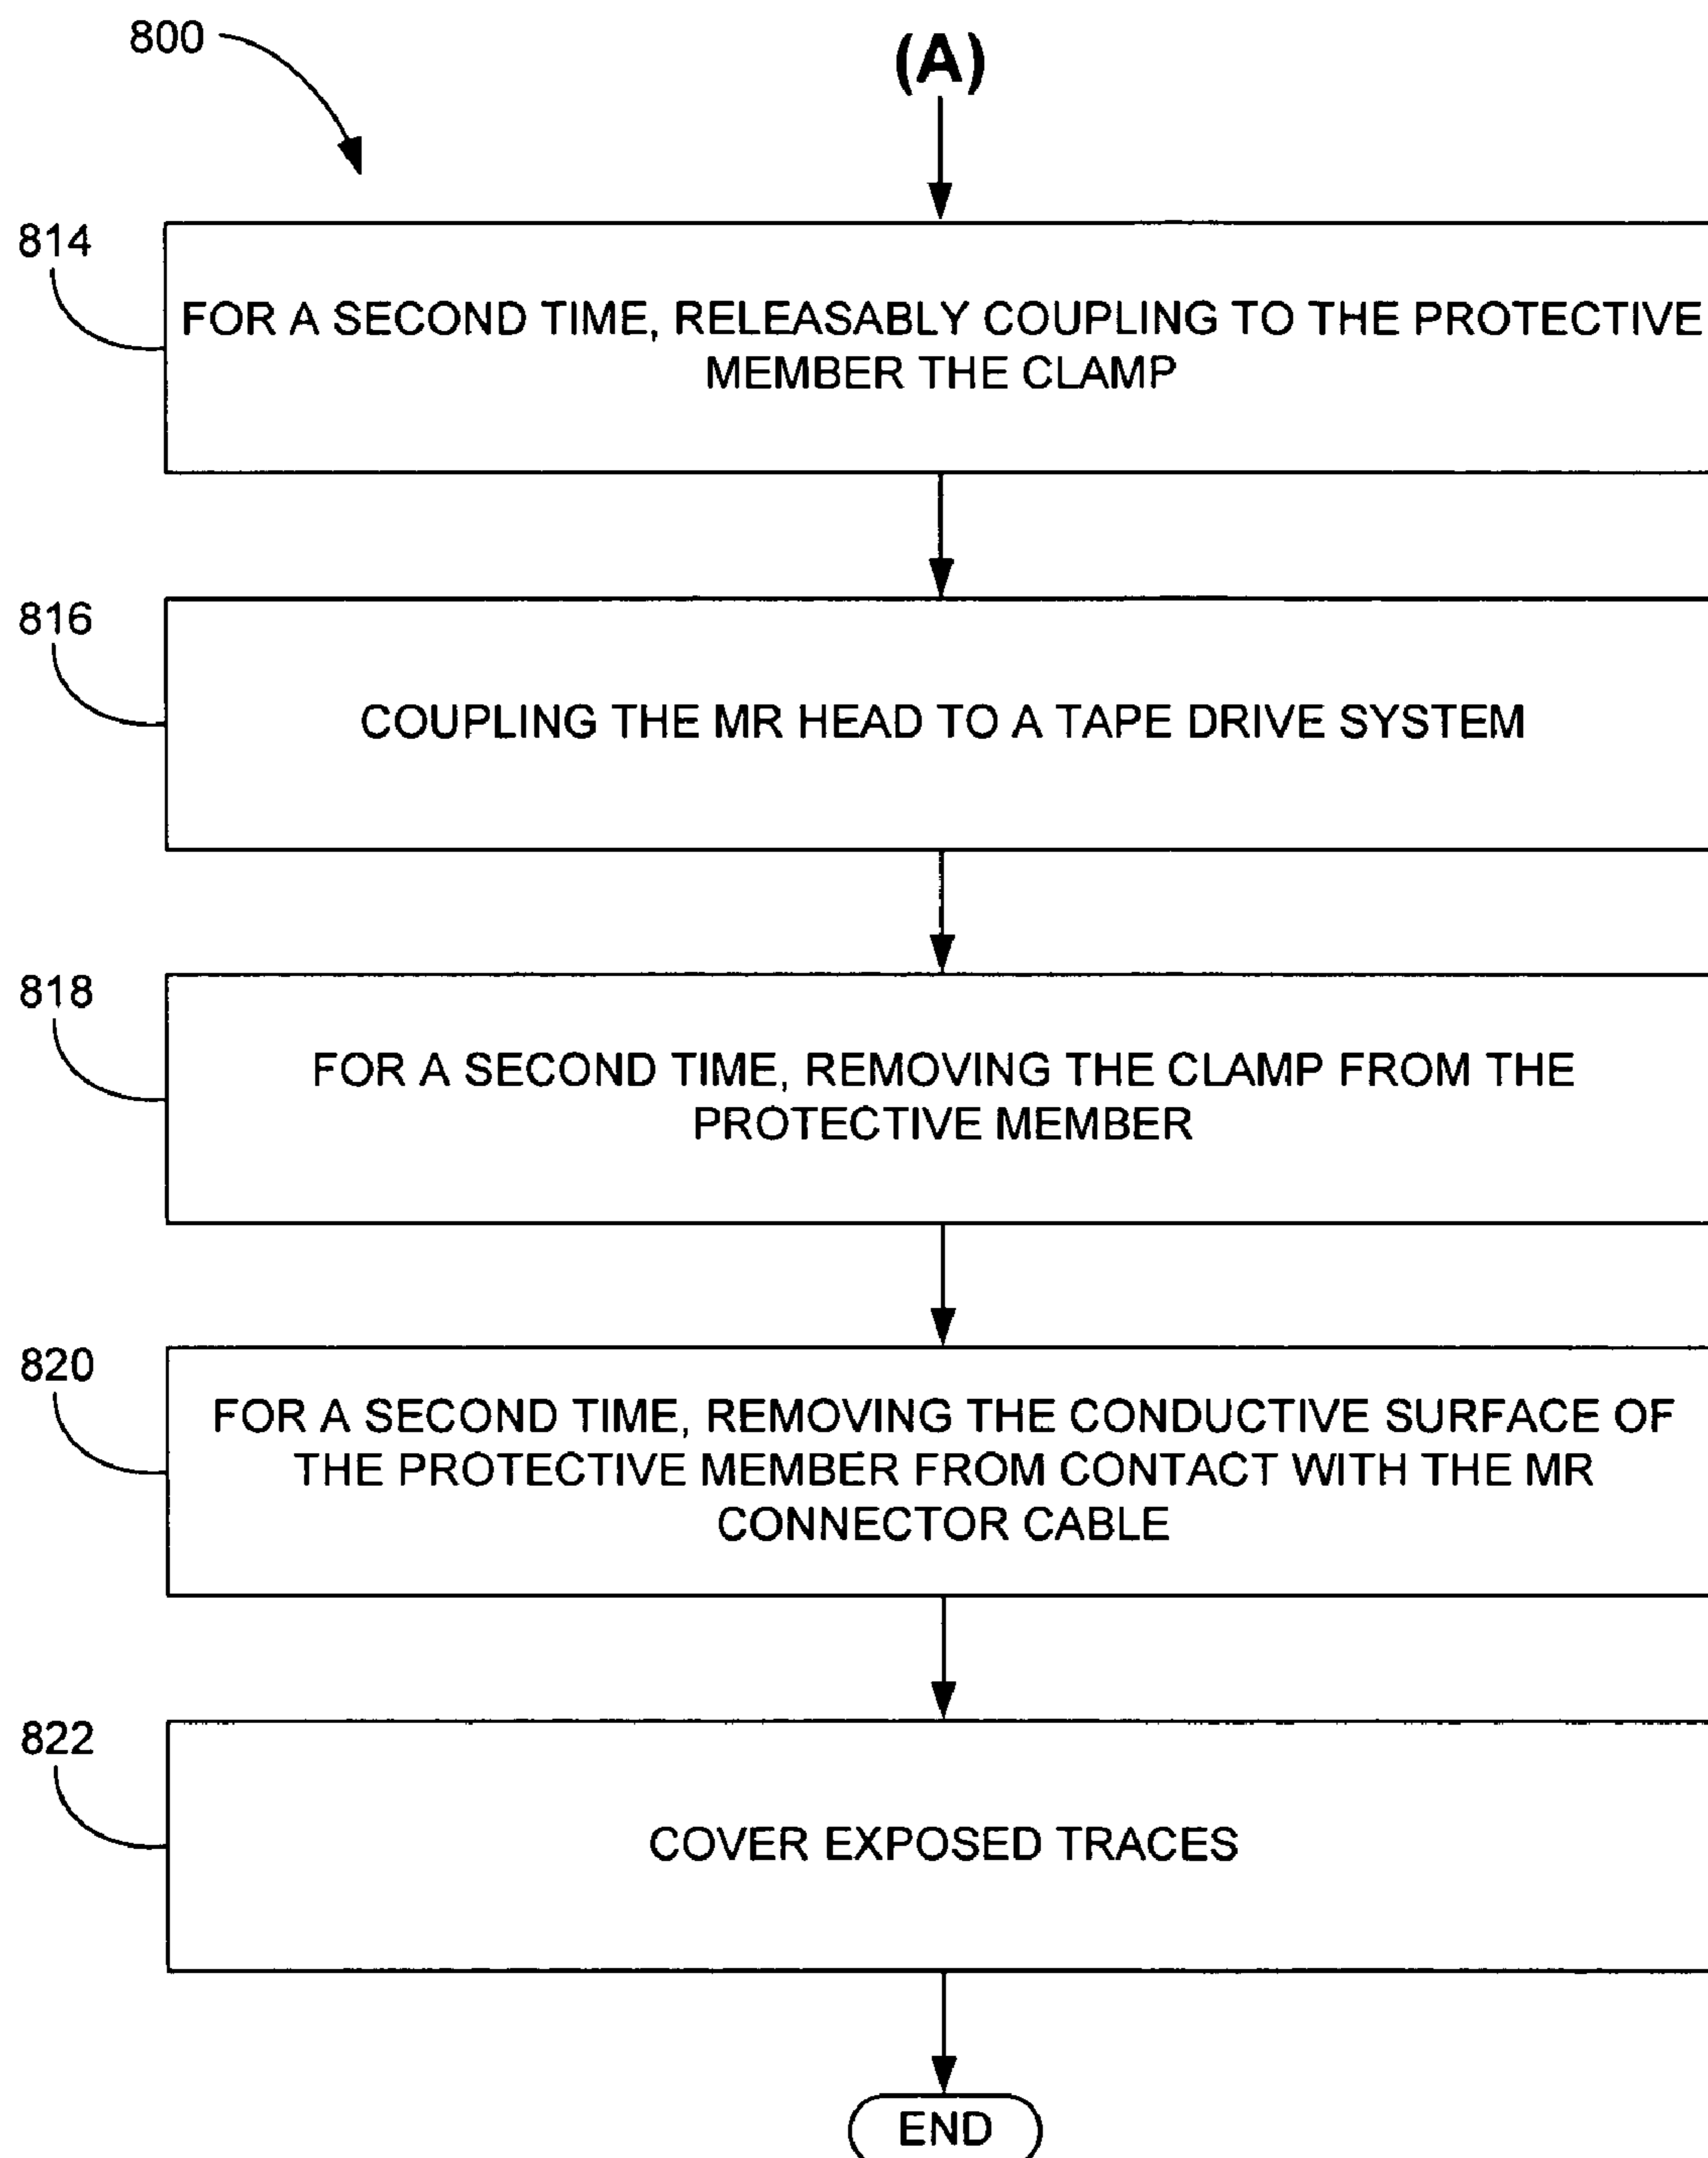 800
(A)
814
FOR A SECOND TIME, RELEASABLY COUPLING TO THE PROTECTIVE
MEMBER THE CLAMP
816
COUPLING THE MR HEAD TO A TAPE DRIVE SYSTEM
818
FOR A SECOND TIME, REMOVING THE CLAMP FROM THE
PROTECTIVE MEMBER
820
FOR A SECOND TIME, REMOVING THE CONDUCTIVE SURFACE OF
THE PROTECTIVE MEMBER FROM CONTACT WITH THE MR
CONNECTOR CABLE
822
COVER EXPOSED TRACES
END